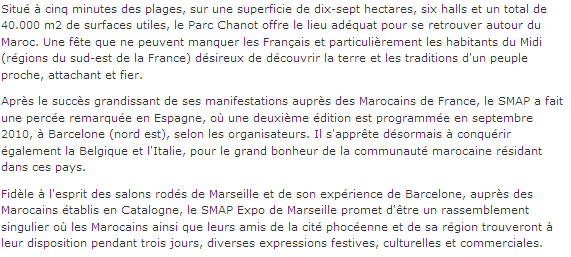 Situé à cinq minutes des plages, sur une superficie de dix-sept hectares, six halls et un total de
40.000 m2 de surfaces utiles, le Parc Chanot offre le lieu adéquat pour se retrouver autour du
Maroc. Une fête que ne peuvent manquer les Français et particulièrement les habitants du Midi
(régions du sud-est de la France) désireux de découvrir la terre et les traditions d'un peuple
proche, attachant et fier.
Après le succès grandissant de ses manifestations auprès des Marocains de France, le SMAP a fait
une percée remarquée en Espagne, où une deuxième édition est programmée en septembre
2010, à Barcelone (nord est), selon les organisateurs. Il s'apprête désormais à conquérir
également la Belgique et l'Italie, pour le grand bonheur de la communauté marocaine résidant
dans ces pays.
Fidèle à l'esprit des salons rodés de Marseille et de son expérience de Barcelone, auprès des
Marocains établis en Catalogne, le SMAP Expo de Marseille promet d'être un rassemblement
singulier où les Marocains ainsi que leurs amis de la cité phocéenne et de sa région trouveront à
leur disposition pendant trois jours, diverses expressions festives, culturelles et commerciales.